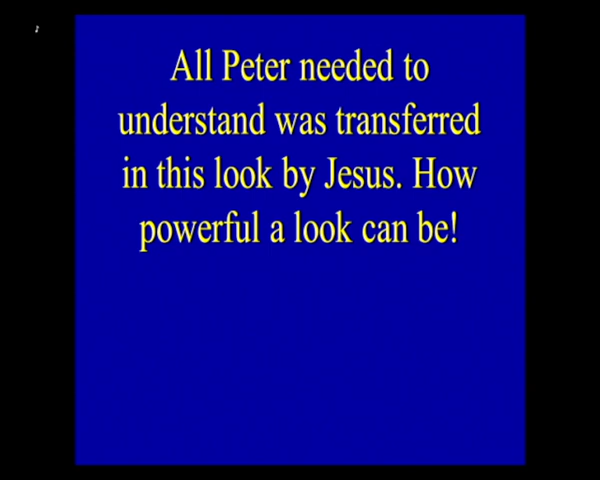 All Peter needed to
understand was transferred
in this look by Jesus. How
powerful a look can be!